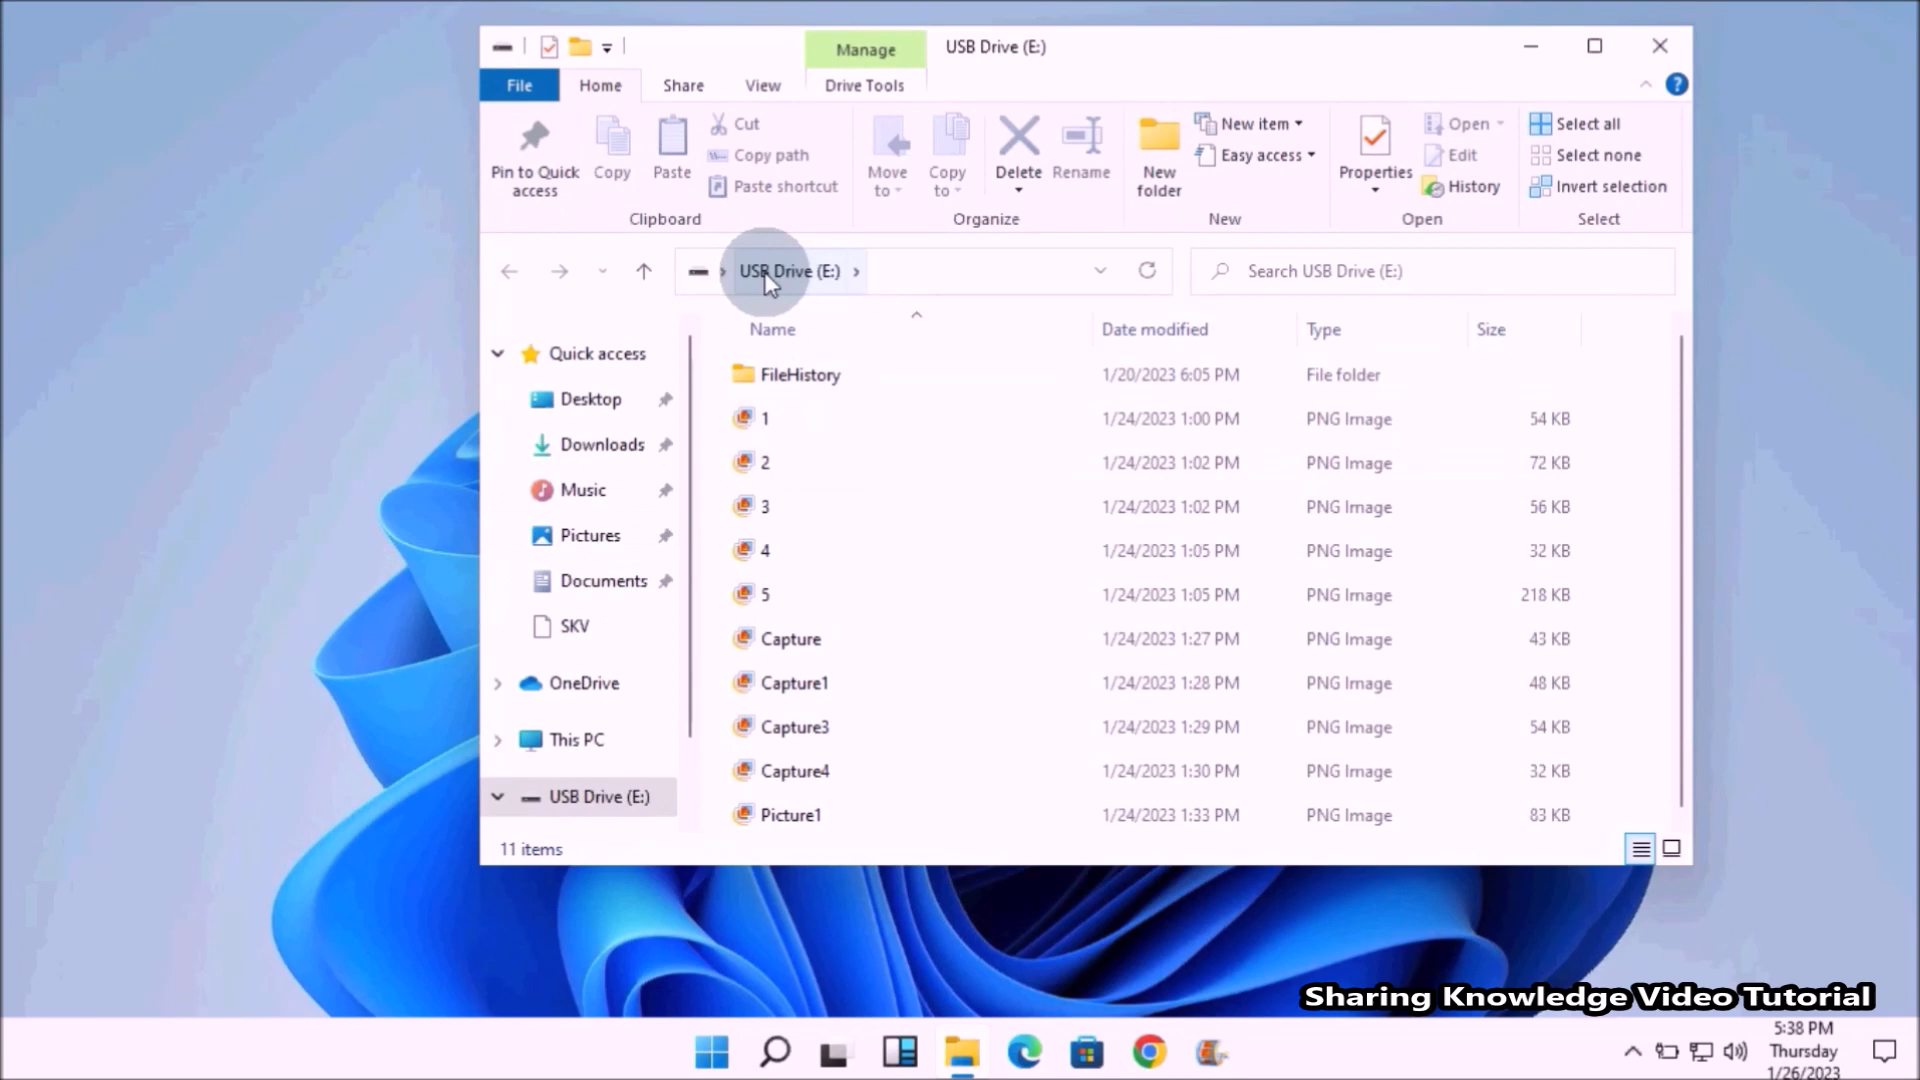 Manage
USB Drive (E:)
File
Home
Share
View
Drive Tools
Pin to Quick access
Copy
Paste
Cut
Copy path
Paste shortcut
Clipboard
Move to
Copy to
Delete
Rename
Organize
New folder
New item
Easy access
New
Properties
Open
Edit
History
Open
Select all
Select none
Invert selection
Select
USB Drive (E:)
Search USB Drive (E:)
Quick access
Desktop
Downloads
Music
Pictures
Documents
SKV
OneDrive
This PC
USB Drive (E:)
Name Date modified Type Size
FileHistory 1/20/2023 6:05 PM File folder
1 1/24/2023 1:00 PM PNG Image 54 KB
2 1/24/2023 1:02 PM PNG Image 72 KB
3 1/24/2023 1:02 PM PNG Image 56 KB
4 1/24/2023 1:05 PM PNG Image 32 KB
5 1/24/2023 1:05 PM PNG Image 218 KB
Capture 1/24/2023 1:27 PM PNG Image 43 KB
Capture1 1/24/2023 1:28 PM PNG Image 48 KB
Capture3 1/24/2023 1:29 PM PNG Image 54 KB
Capture4 1/24/2023 1:30 PM PNG Image 32 KB
Picture1 1/24/2023 1:33 PM PNG Image 83 KB
11 items
Sharing Knowledge Video Tutorial
5:38 PM
Thursday
1/26/2023